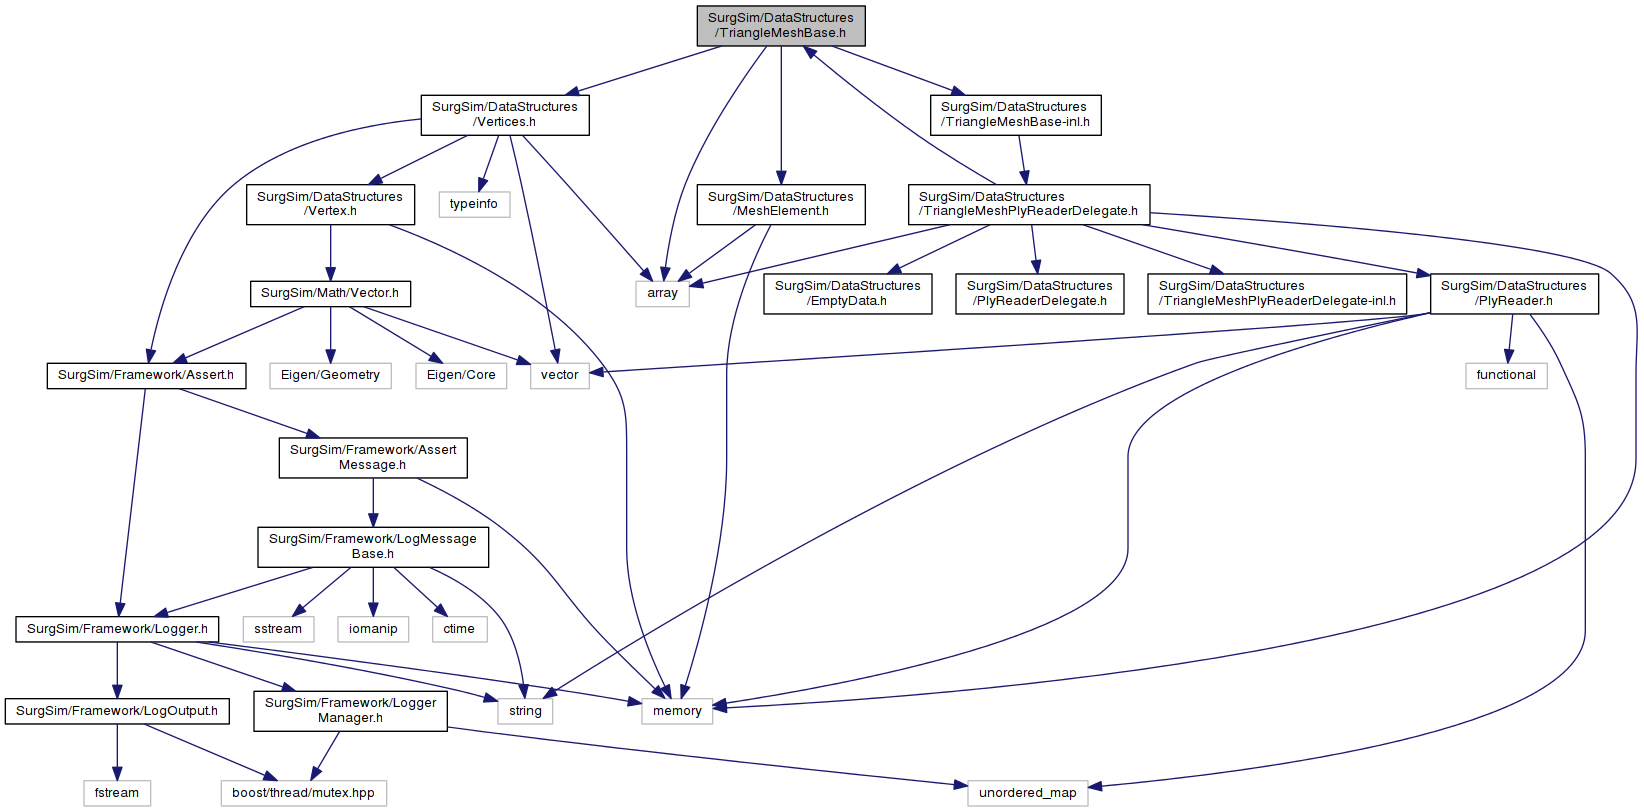 SurgSim/DataStructures
/TriangleMeshBase.h
SurgSim/DataStructures
/Vertices.h
SurgSim/DataStructures
/TriangleMeshBase-inl.h
SurgSim/DataStructures
/Vertex.h
typeinfo
SurgSim/DataStructures
/MeshElement.h
SurgSim/DataStructures
/TriangleMeshPlyReaderDelegate.h
SurgSim/Math/Vector.h
array
SurgSim/DataStructures
/EmptyData.h
SurgSim/DataStructures
/PlyReaderDelegate.h
SurgSim/DataStructures
/TriangleMeshPlyReaderDelegate-inl.h
SurgSim/DataStructures
/PlyReader.h
SurgSim/Framework/Assert.h
Eigen/Geometry
Eigen/Core
vector
functional
SurgSim/Framework/Assert
Message.h
SurgSim/Framework/LogMessage
Base.h
SurgSim/Framework/Logger.h
sstream
iomanip
ctime
SurgSim/Framework/LogOutput.h
SurgSim/Framework/Logger
Manager.h
string
memory
fstream
boost/thread/mutex.hpp
unordered_map